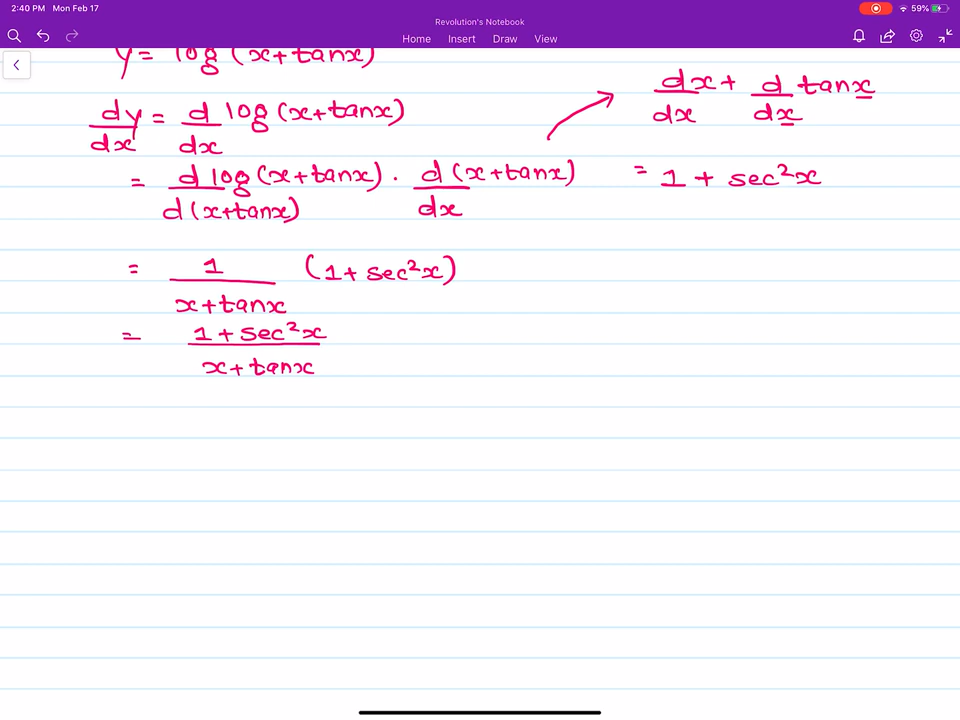 2:40 PM Mon Feb 17
59%
Revolution's Notebook
Home Insert Draw View
y = log (x+tanx)
dy/dx = d/dx log (x+tanx)
= d log (x+tanx)/d(x+tanx) · d (x+tanx)/dx
dx/dx + d/dx tanx
= 1 + sec²x
= 1/x+tanx (1+sec²x)
= 1+sec²x/x+tanx